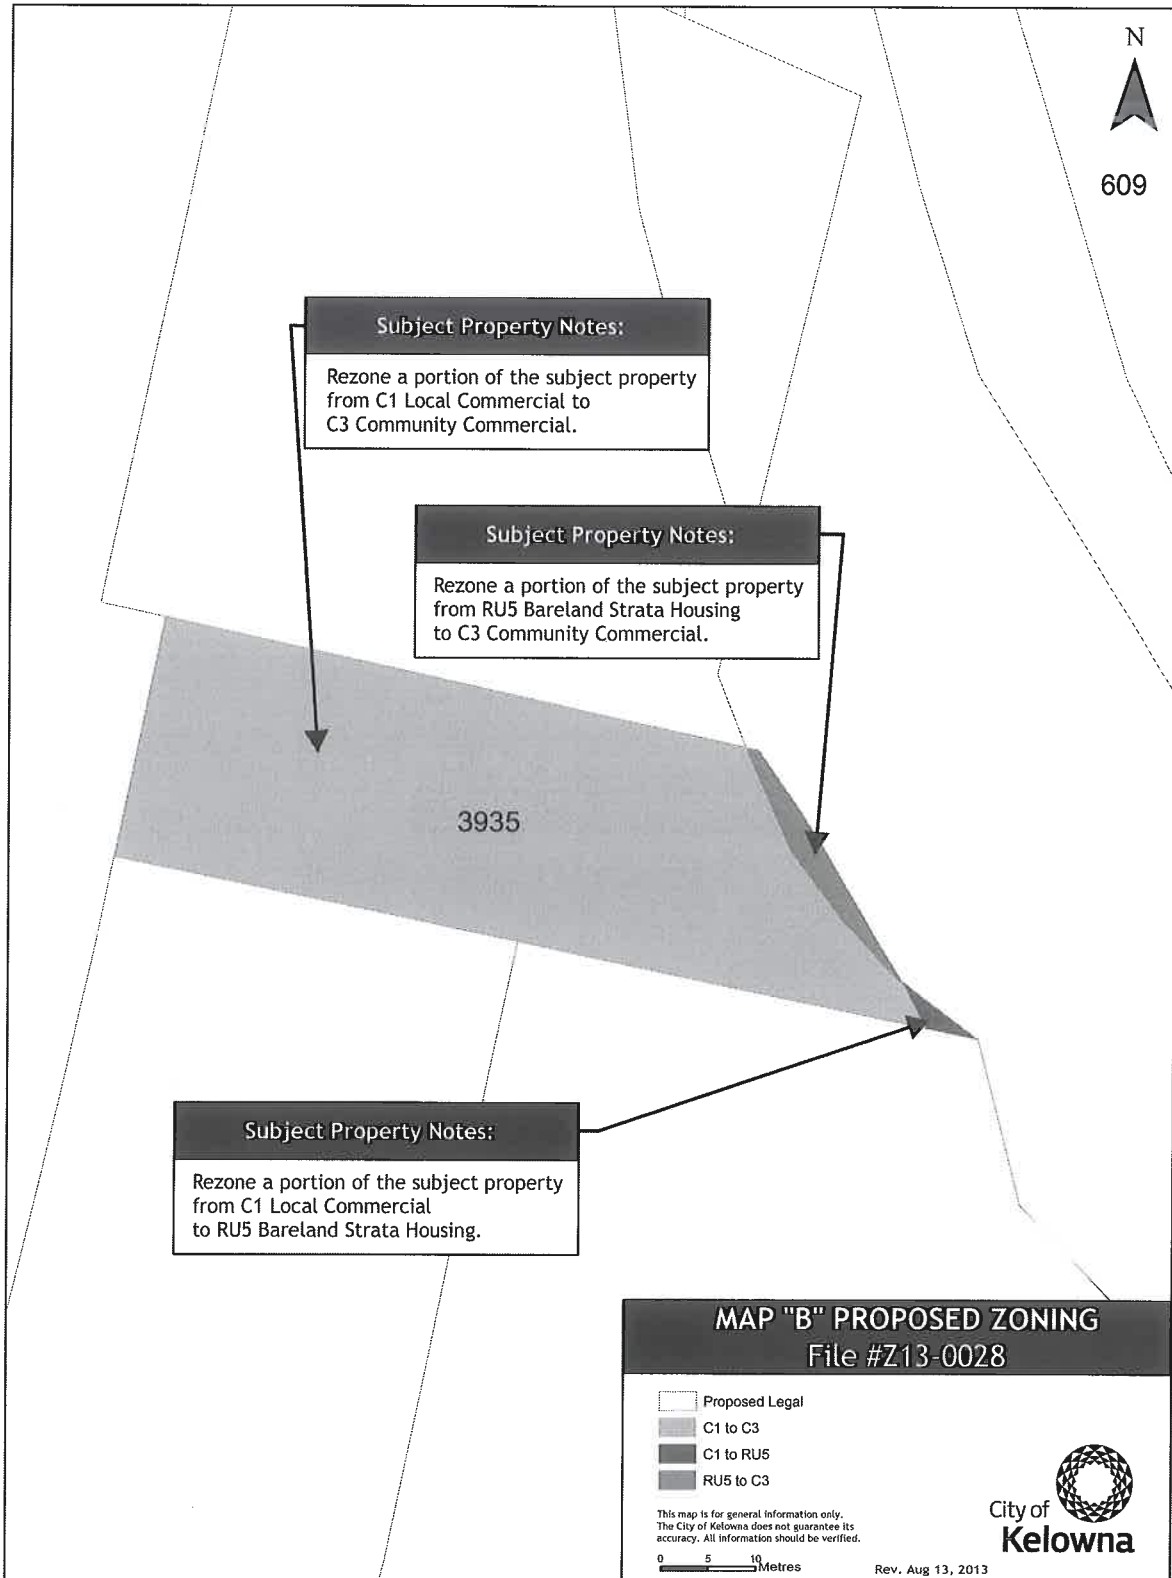 N
609
Subject Property Notes:
Rezone a portion of the subject property
from C1 Local Commercial to
C3 Community Commercial.
Subject Property Notes:
Rezone a portion of the subject property
from RU5 Bareland Strata Housing
to C3 Community Commercial.
3935
Subject Property Notes:
Rezone a portion of the subject property
from C1 Local Commercial
to RU5 Bareland Strata Housing.
MAP "B" PROPOSED ZONING
File #Z13-0028
Proposed Legal
C1 to C3
C1 to RU5
RU5 to C3
This map is for general information only.
The City of Kelowna does not guarantee its
accuracy. All information should be verified.
0 5 10 Metres
Rev. Aug 13, 2013
City of
Kelowna